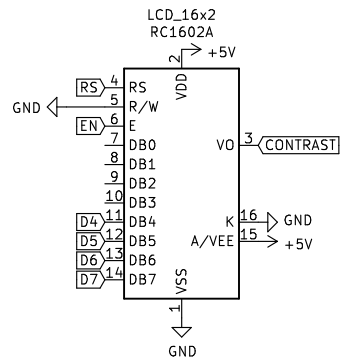 LCD_16x2
RC1602A
2
+5V
VDD
RS 4 RS
GND 5 R/W
EN 6 E
7 DB0
8 DB1
9 DB2
10 DB3
D4 11 DB4
D5 12 DB5
D6 13 DB6
D7 14 DB7
VO 3 CONTRAST
K 16 GND
A/VEE 15 +5V
VSS
1
GND